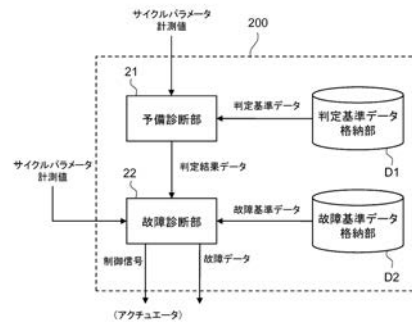 サイクルパラメータ
計測値
200
21
予備診断部
判定基準データ
判定基準データ
格納部
D1
サイクルパラメータ
計測値
判定結果データ
22
故障診断部
故障基準データ
故障基準データ
格納部
D2
制御信号
故障データ
(アクチュエータ)